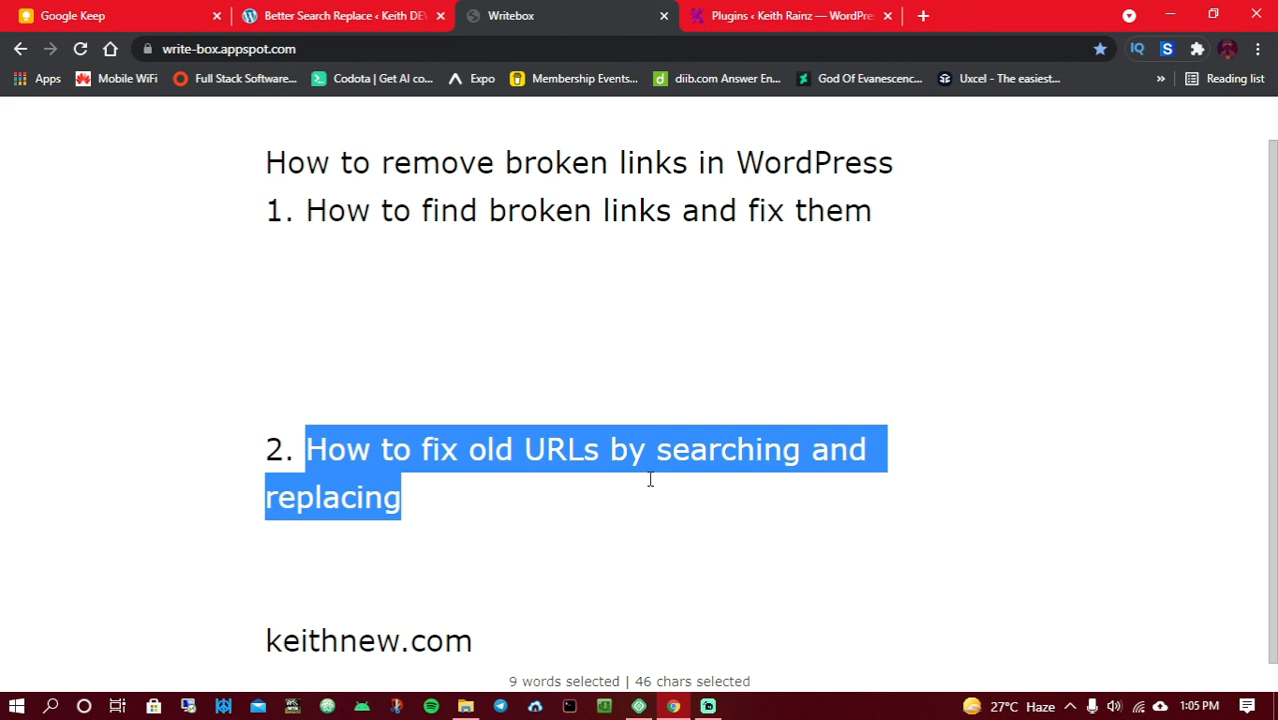 Google Keep
Better Search Replace ‹ Keith DEV
Writebox
Plugins ‹ Keith Rainz — WordPre
write-box.appspot.com
IQ
S
Apps
Mobile WiFi
Full Stack Software...
Codota | Get AI co...
Expo
Membership Events...
diib.com Answer En...
God Of Evanescenc...
Uxcel - The easiest...
»
Reading list
How to remove broken links in WordPress
1. How to find broken links and fix them
2. How to fix old URLs by searching and
replacing
keithnew.com
9 words selected | 46 chars selected
27°C Haze
1:05 PM